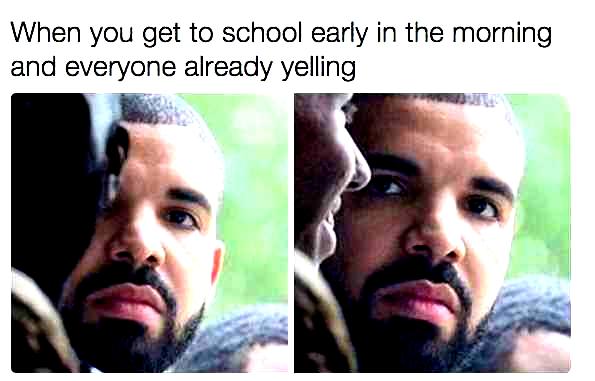 When you get to school early in the morning
and everyone already yelling